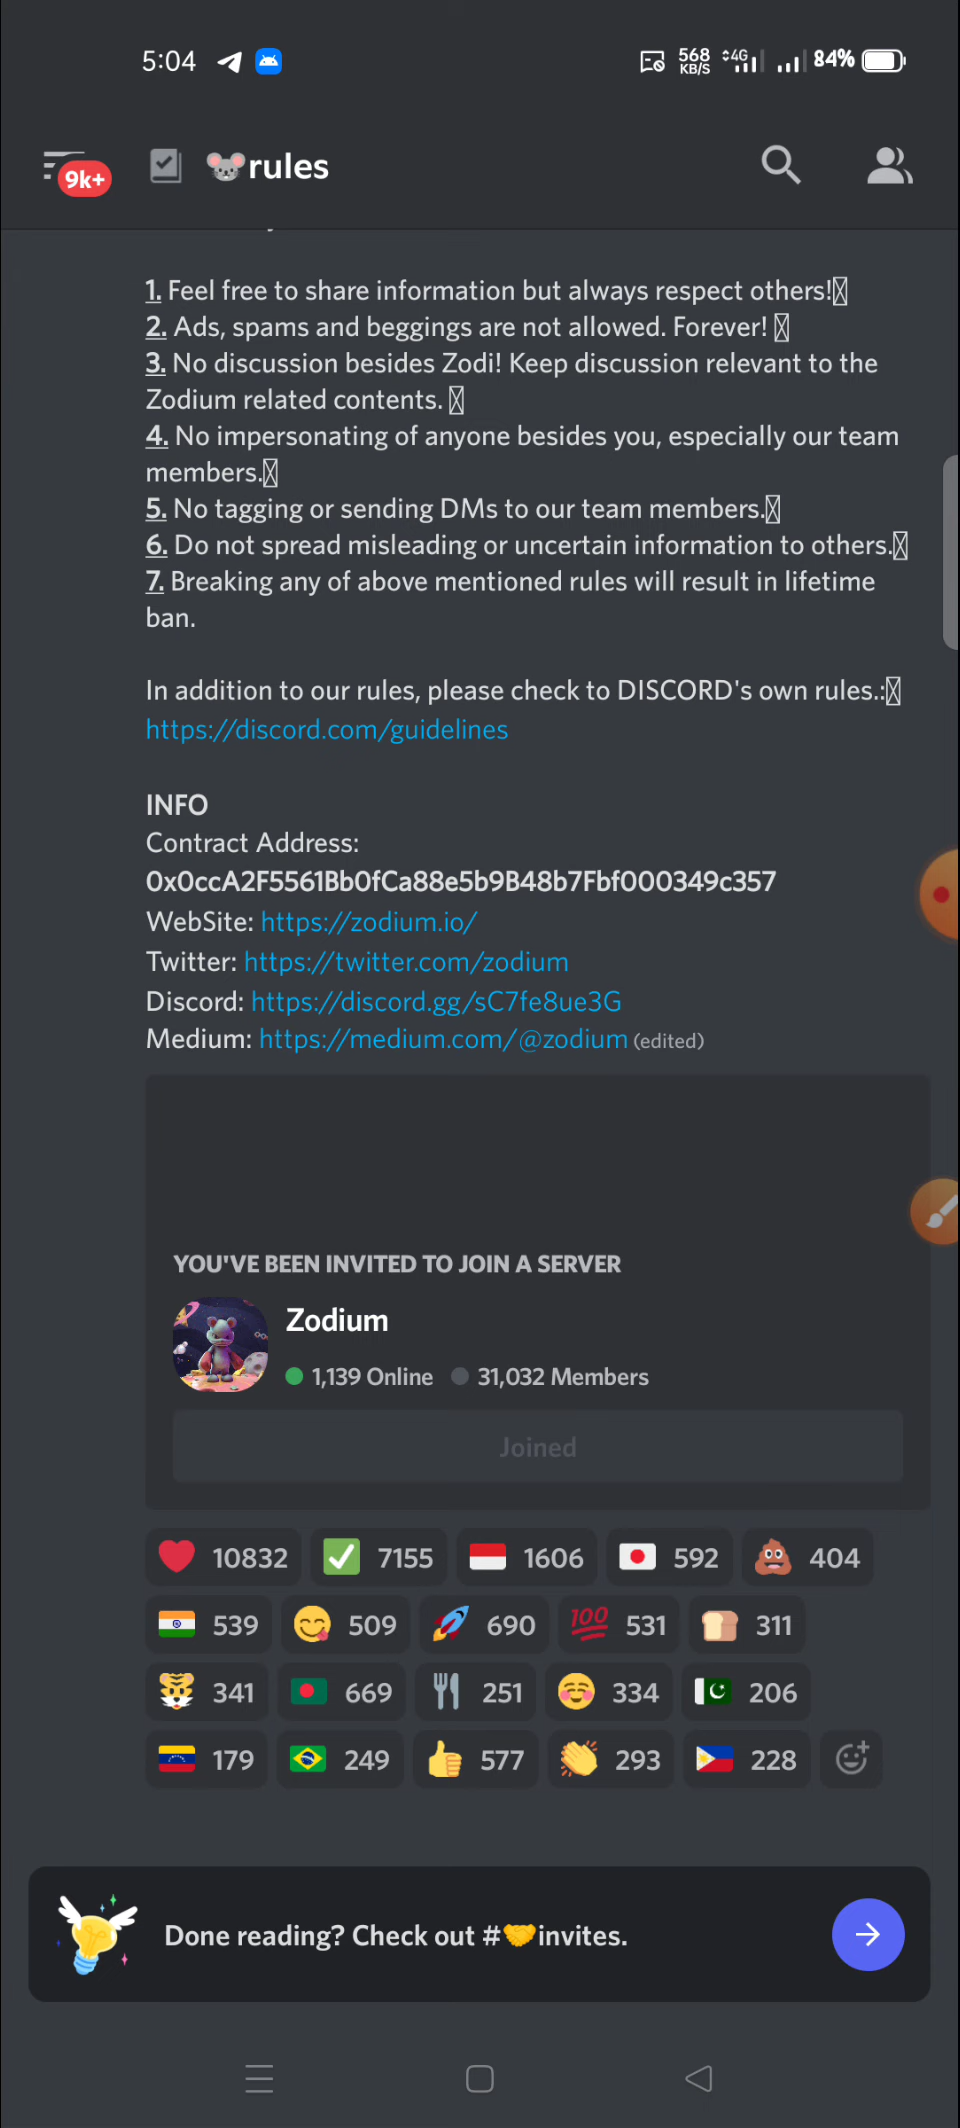 5:04 568 KB/S 4G 84%
9k+ rules
1. Feel free to share information but always respect others!
2. Ads, spams and beggings are not allowed. Forever!
3. No discussion besides Zodi! Keep discussion relevant to the
Zodium related contents.
4. No impersonating of anyone besides you, especially our team
members.
5. No tagging or sending DMs to our team members.
6. Do not spread misleading or uncertain information to others.
7. Breaking any of above mentioned rules will result in lifetime
ban.
In addition to our rules, please check to DISCORD's own rules.:
https://discord.com/guidelines
INFO
Contract Address:
0x0ccA2F5561Bb0fCa88e5b9B48b7Fbf000349c357
WebSite: https://zodium.io/
Twitter: https://twitter.com/zodium
Discord: https://discord.gg/sC7fe8ue3G
Medium: https://medium.com/@zodium (edited)
YOU'VE BEEN INVITED TO JOIN A SERVER
Zodium
1,139 Online 31,032 Members
Joined
10832 7155 1606 592 404
539 509 690 100 531 311
341 669 251 334 206
179 249 577 293 228
Done reading? Check out #🤝invites.